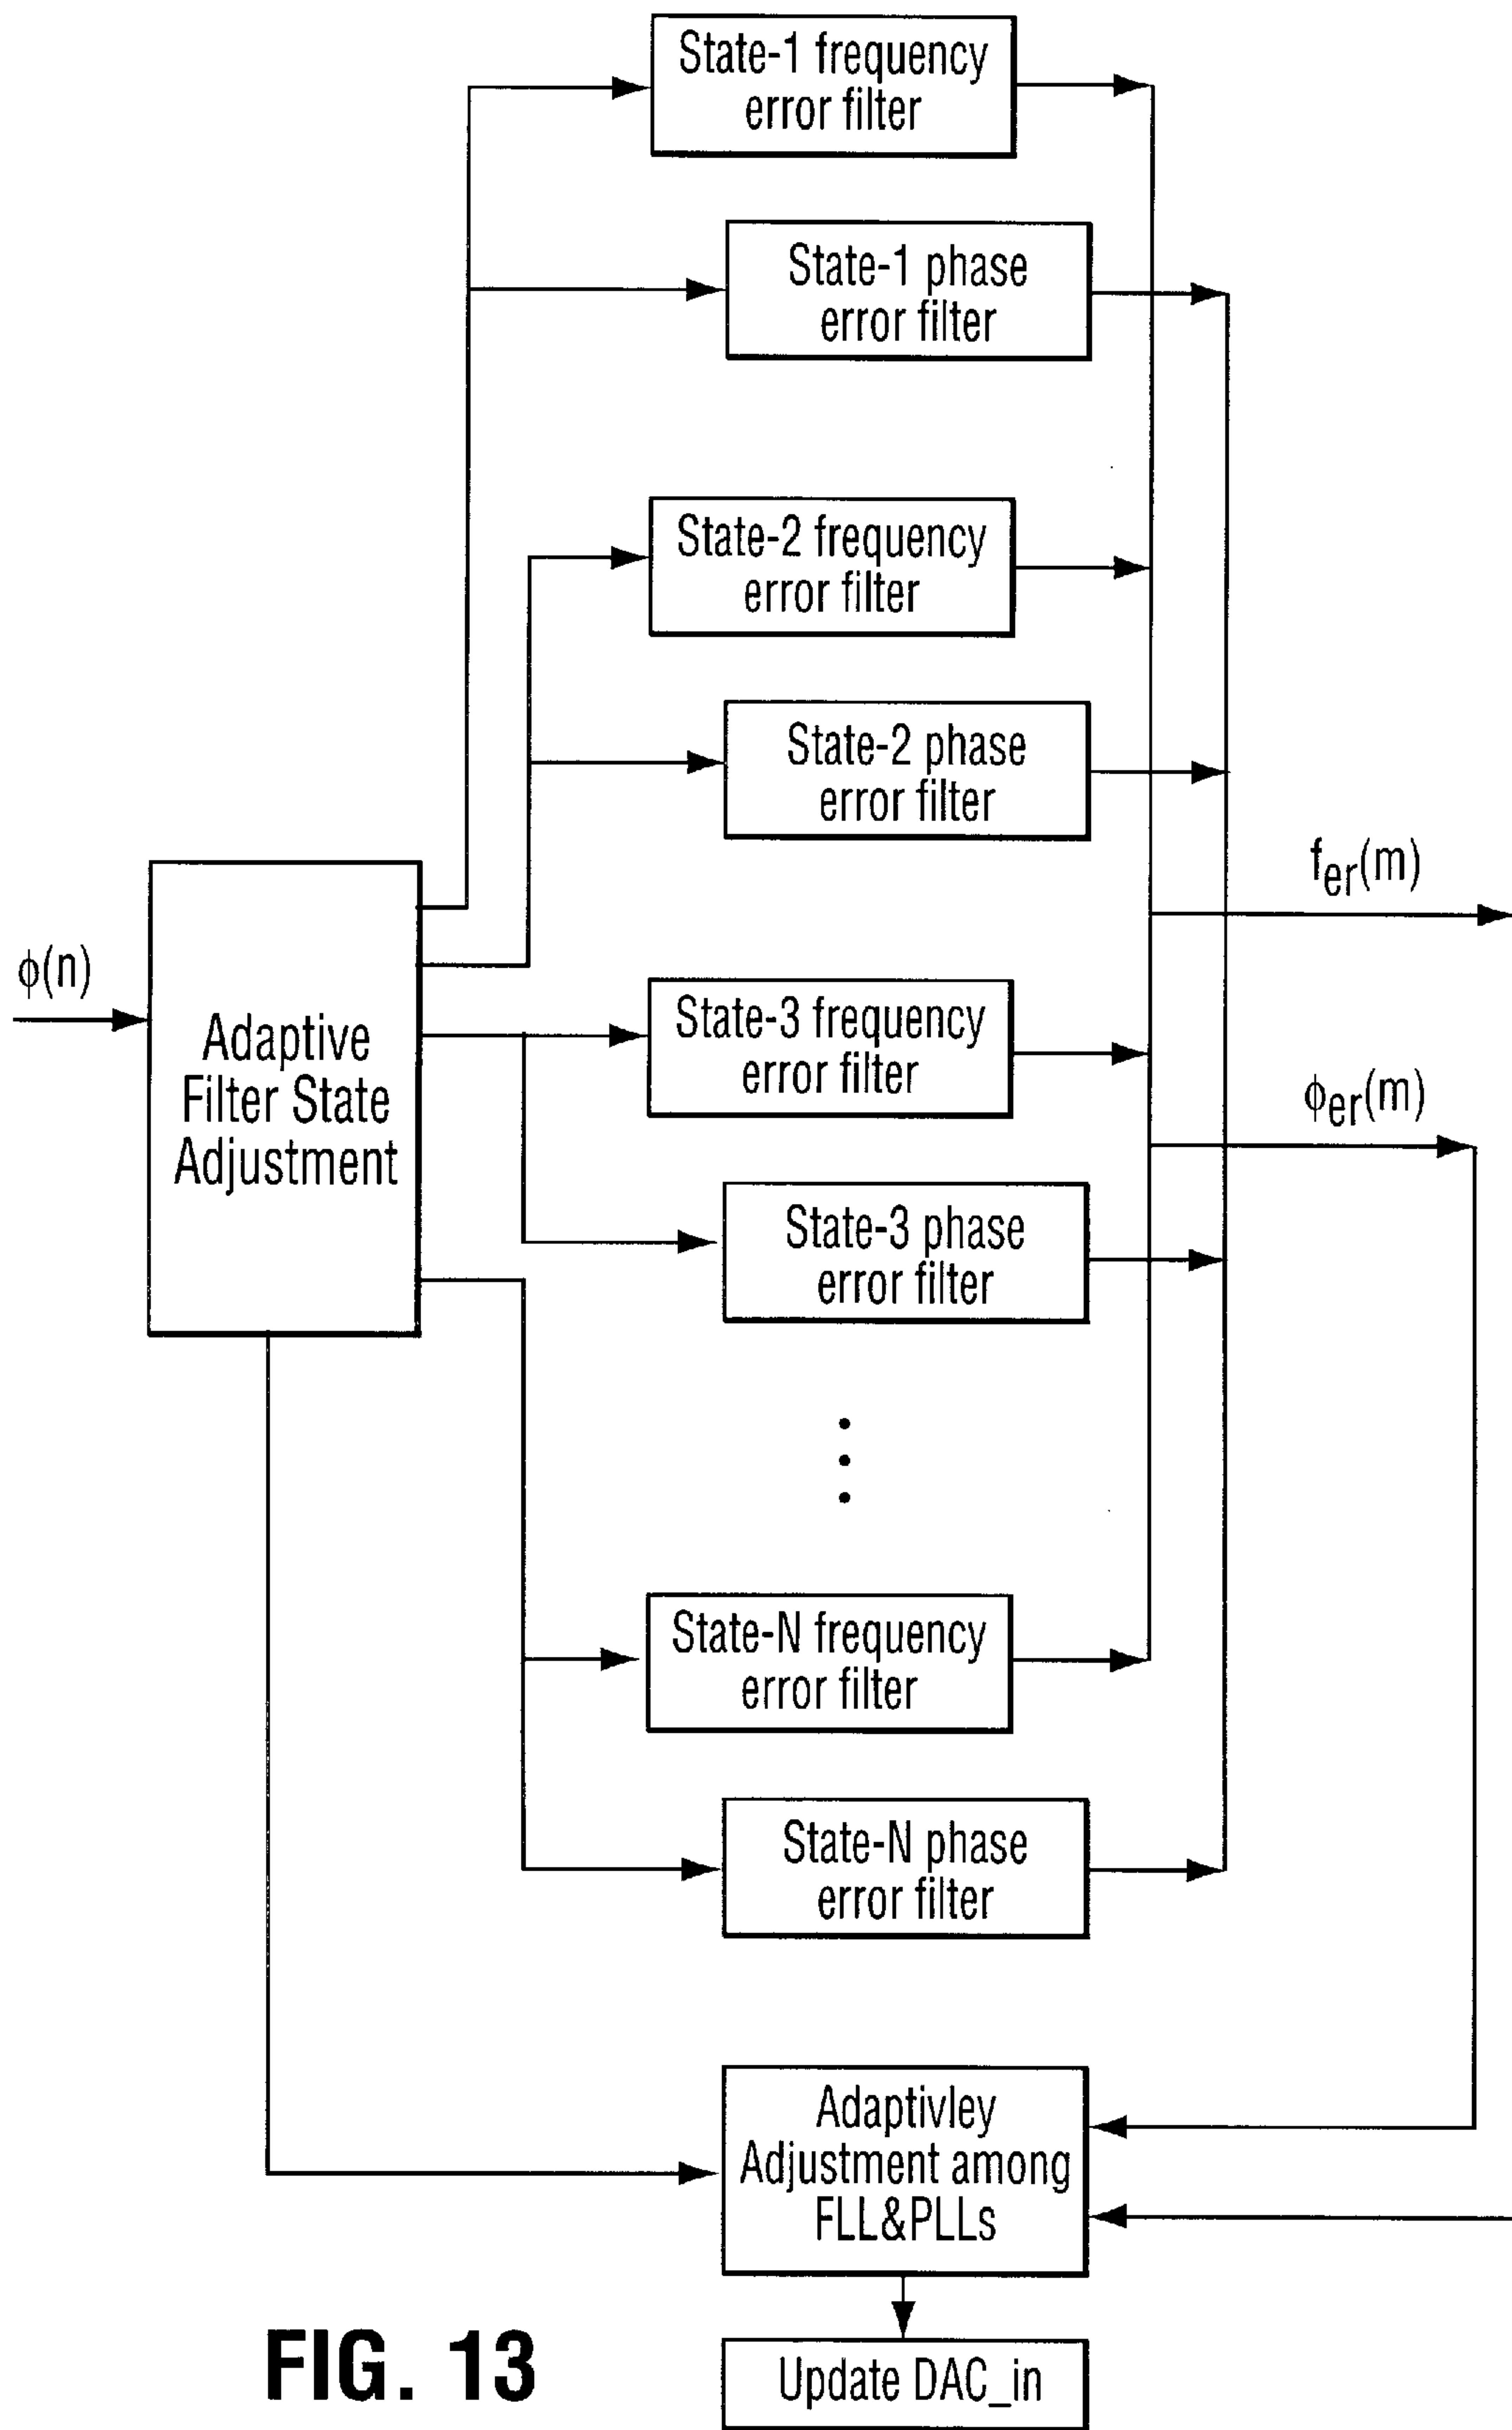 State-1 frequency
error filter
State-1 phase
error filter
State-2 frequency
error filter
State-2 phase
error filter
f_er(m)
ϕ(n)
Adaptive
Filter State
Adjustment
State-3 frequency
error filter
ϕ_er(m)
State-3 phase
error filter
State-N frequency
error filter
State-N phase
error filter
Adaptivley
Adjustment among
FLL&PLLs
FIG. 13
Update DAC_in